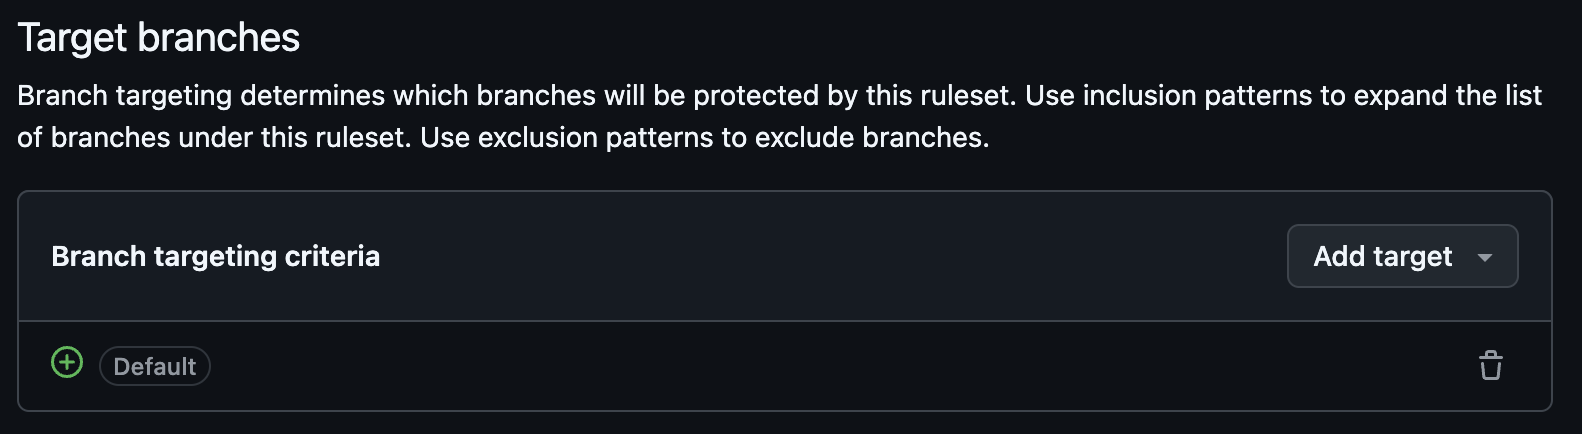 Target branches
Branch targeting determines which branches will be protected by this ruleset. Use inclusion patterns to expand the list
of branches under this ruleset. Use exclusion patterns to exclude branches.
Branch targeting criteria
Add target
Default